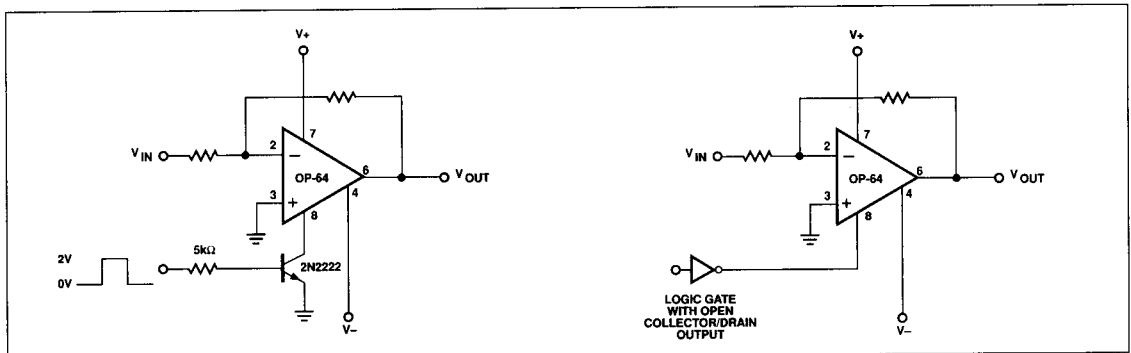 V+
7
2
−
V IN
OP-64
6
V OUT
3
+
4
8
5kΩ
2V
0V
2N2222
V−
V+
7
2
−
V IN
OP-64
6
V OUT
3
+
4
8
LOGIC GATE
WITH OPEN
COLLECTOR/DRAIN
OUTPUT
V−